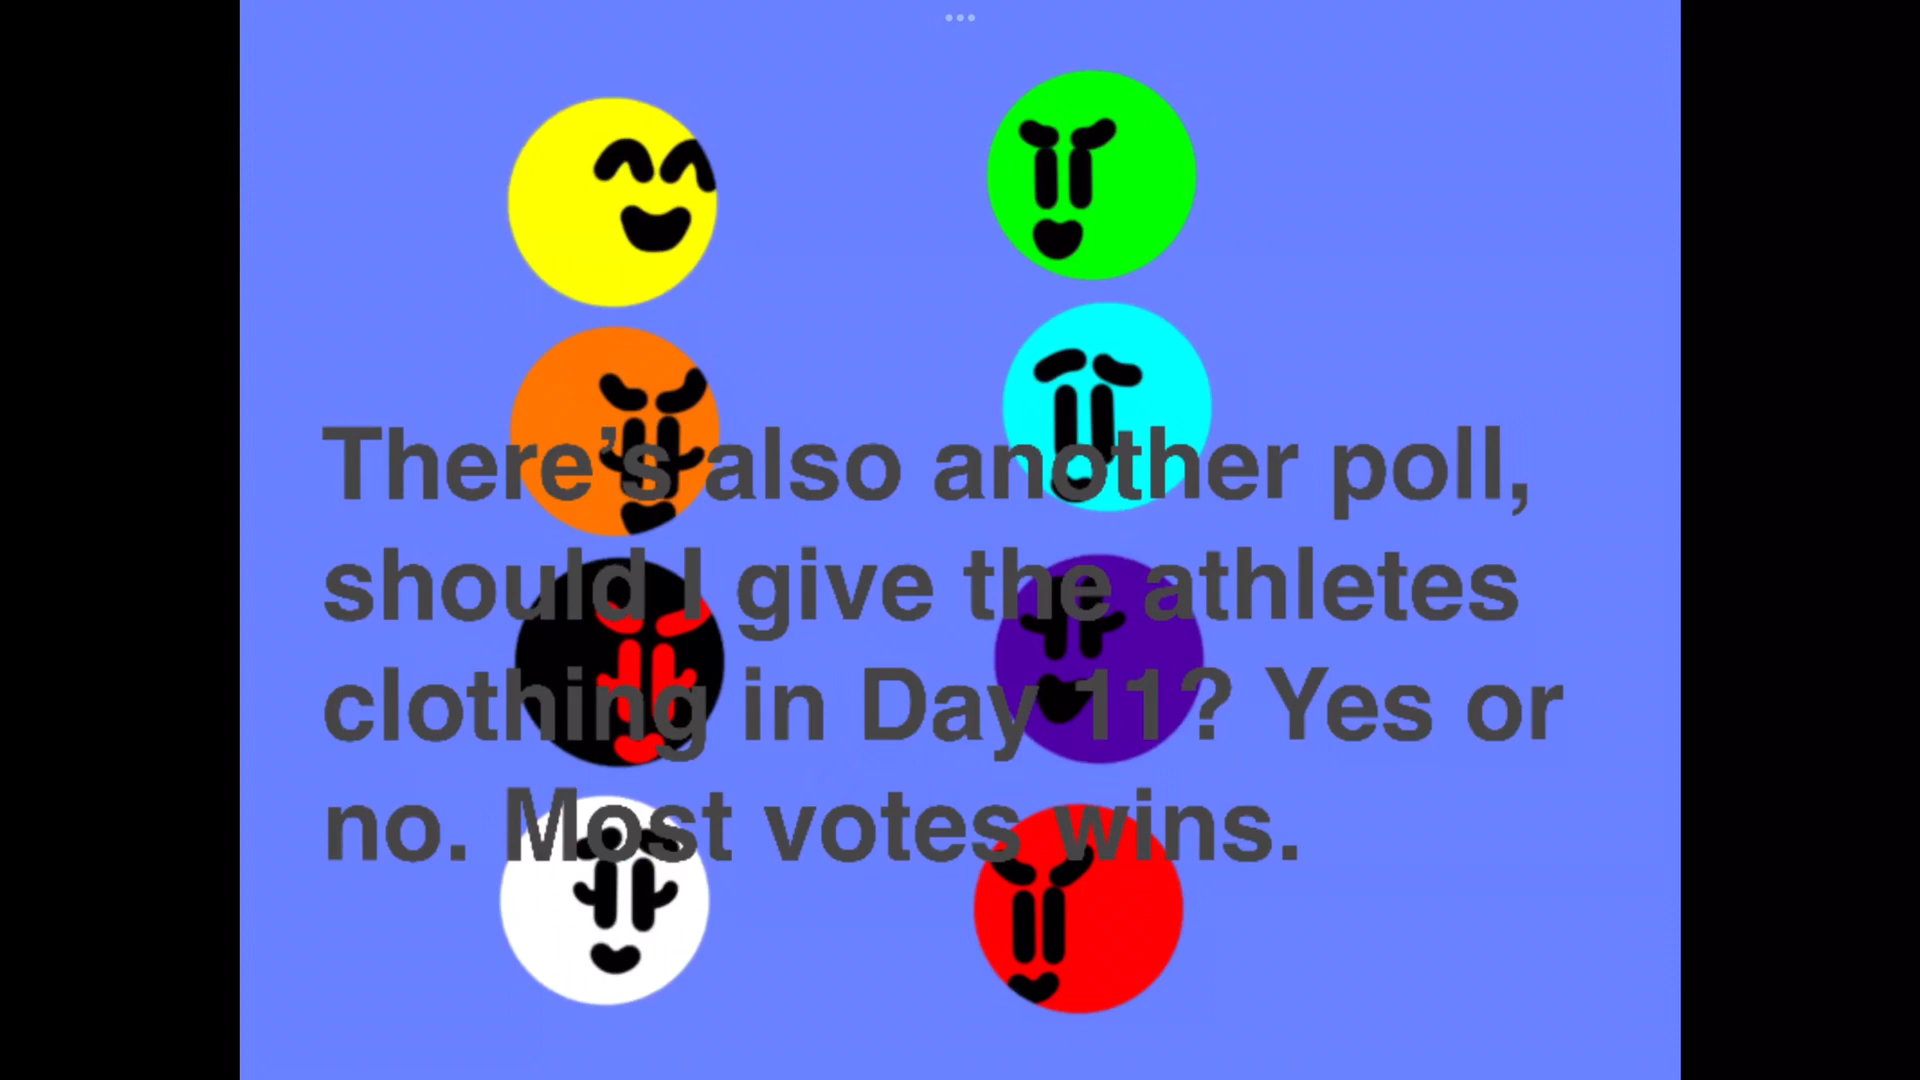 There’s also another poll,
should I give the athletes
clothing in Day 11? Yes or
no. Most votes wins.